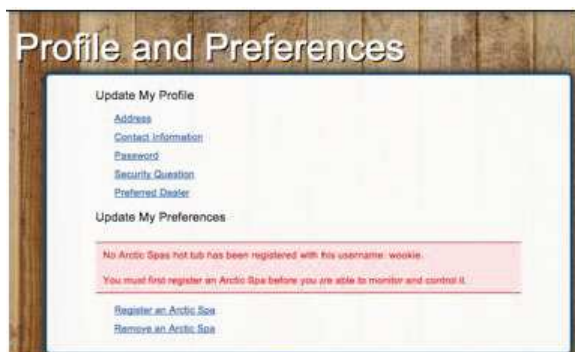 Profile and Preferences
Update My Profile
Address
Contact Information
Password
Security Question
Preferred Dealer
Update My Preferences
No Arctic Spas hot tub has been registered with this username: wookie.
You must first register an Arctic Spa before you are able to monitor and control it.
Register an Arctic Spa
Remove an Arctic Spa